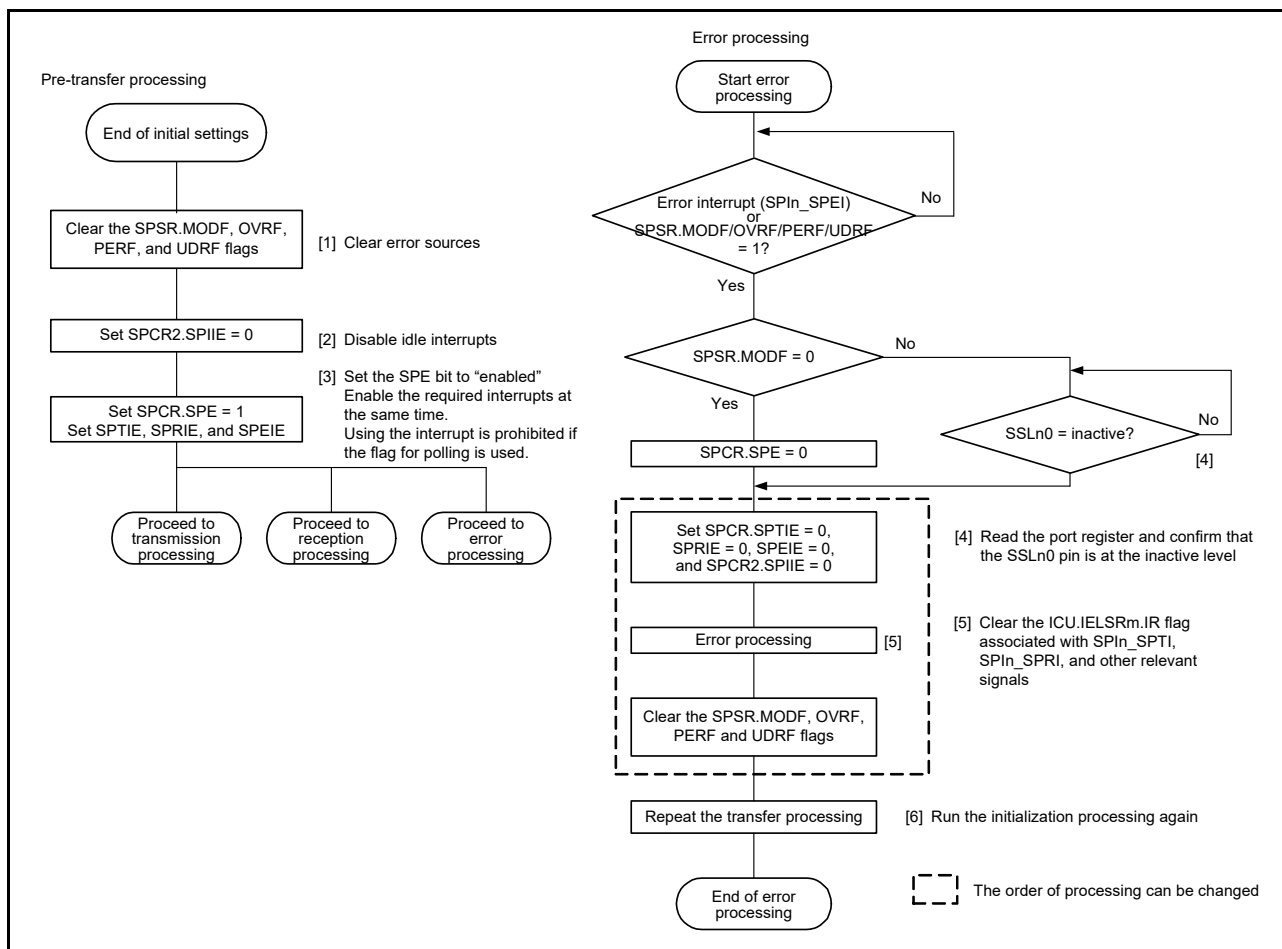 Pre-transfer processing
End of initial settings
Clear the SPSR.MODF, OVRF,
PERF, and UDRF flags
[1] Clear error sources
Set SPCR2.SPIIE = 0
[2] Disable idle interrupts
[3] Set the SPE bit to “enabled”
Enable the required interrupts at
the same time.
Using the interrupt is prohibited if
the flag for polling is used.
Set SPCR.SPE = 1
Set SPTIE, SPRIE, and SPEIE
Proceed to
transmission
processing
Proceed to
reception
processing
Proceed to
error
processing
Error processing
Start error
processing
Error interrupt (SPIn_SPEI)
or
SPSR.MODF/OVRF/PERF/UDRF
= 1?
No
Yes
SPSR.MODF = 0
No
Yes
SSLn0 = inactive?
No
[4]
SPCR.SPE = 0
Set SPCR.SPTIE = 0,
SPRIE = 0, SPEIE = 0,
and SPCR2.SPIIE = 0
[4] Read the port register and confirm that
the SSLn0 pin is at the inactive level
Error processing
[5]
[5] Clear the ICU.IELSRm.IR flag
associated with SPIn_SPTI,
SPIn_SPRI, and other relevant
signals
Clear the SPSR.MODF, OVRF,
PERF and UDRF flags
Repeat the transfer processing
[6] Run the initialization processing again
End of error
processing
The order of processing can be changed